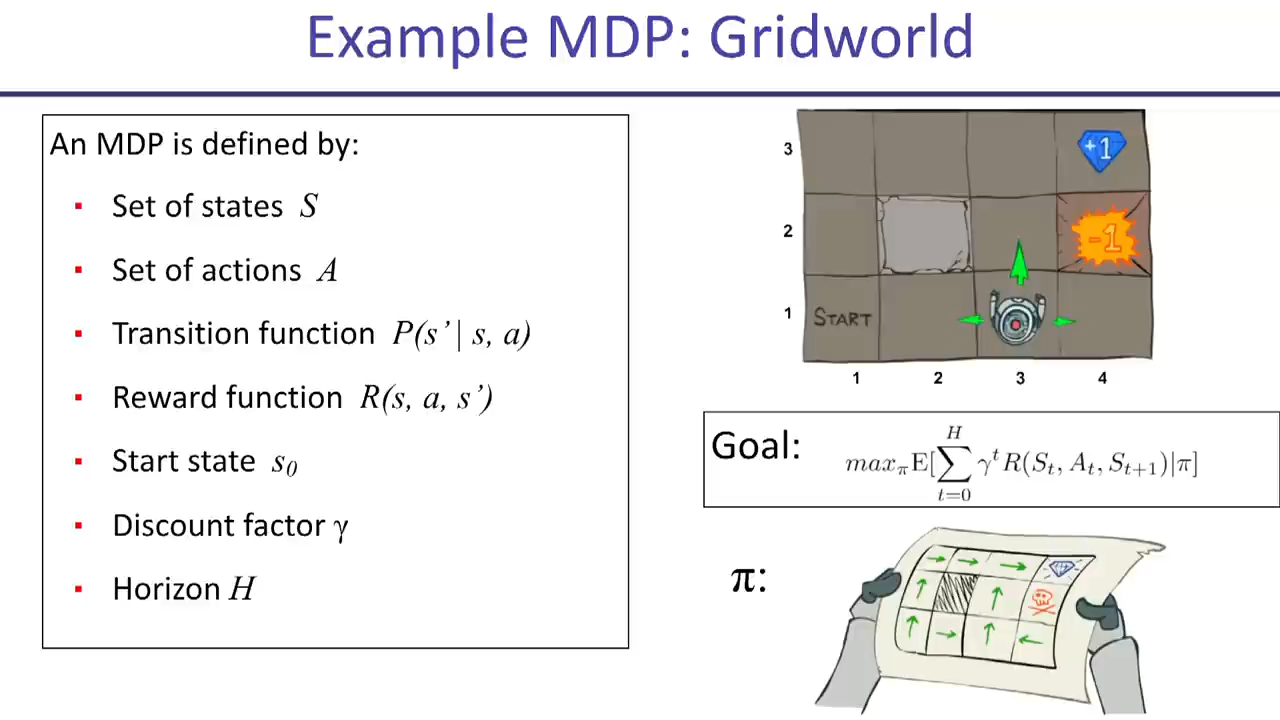 Example MDP: Gridworld
An MDP is defined by:
▪ Set of states S
▪ Set of actions A
▪ Transition function P(s’ | s, a)
▪ Reward function R(s, a, s’)
▪ Start state s₀
▪ Discount factor γ
▪ Horizon H
3
+1
2
-1
1
START
1 2 3 4
Goal: max_π E[∑_{t=0}^{H} γ^t R(S_t, A_t, S_{t+1})|π]
π: